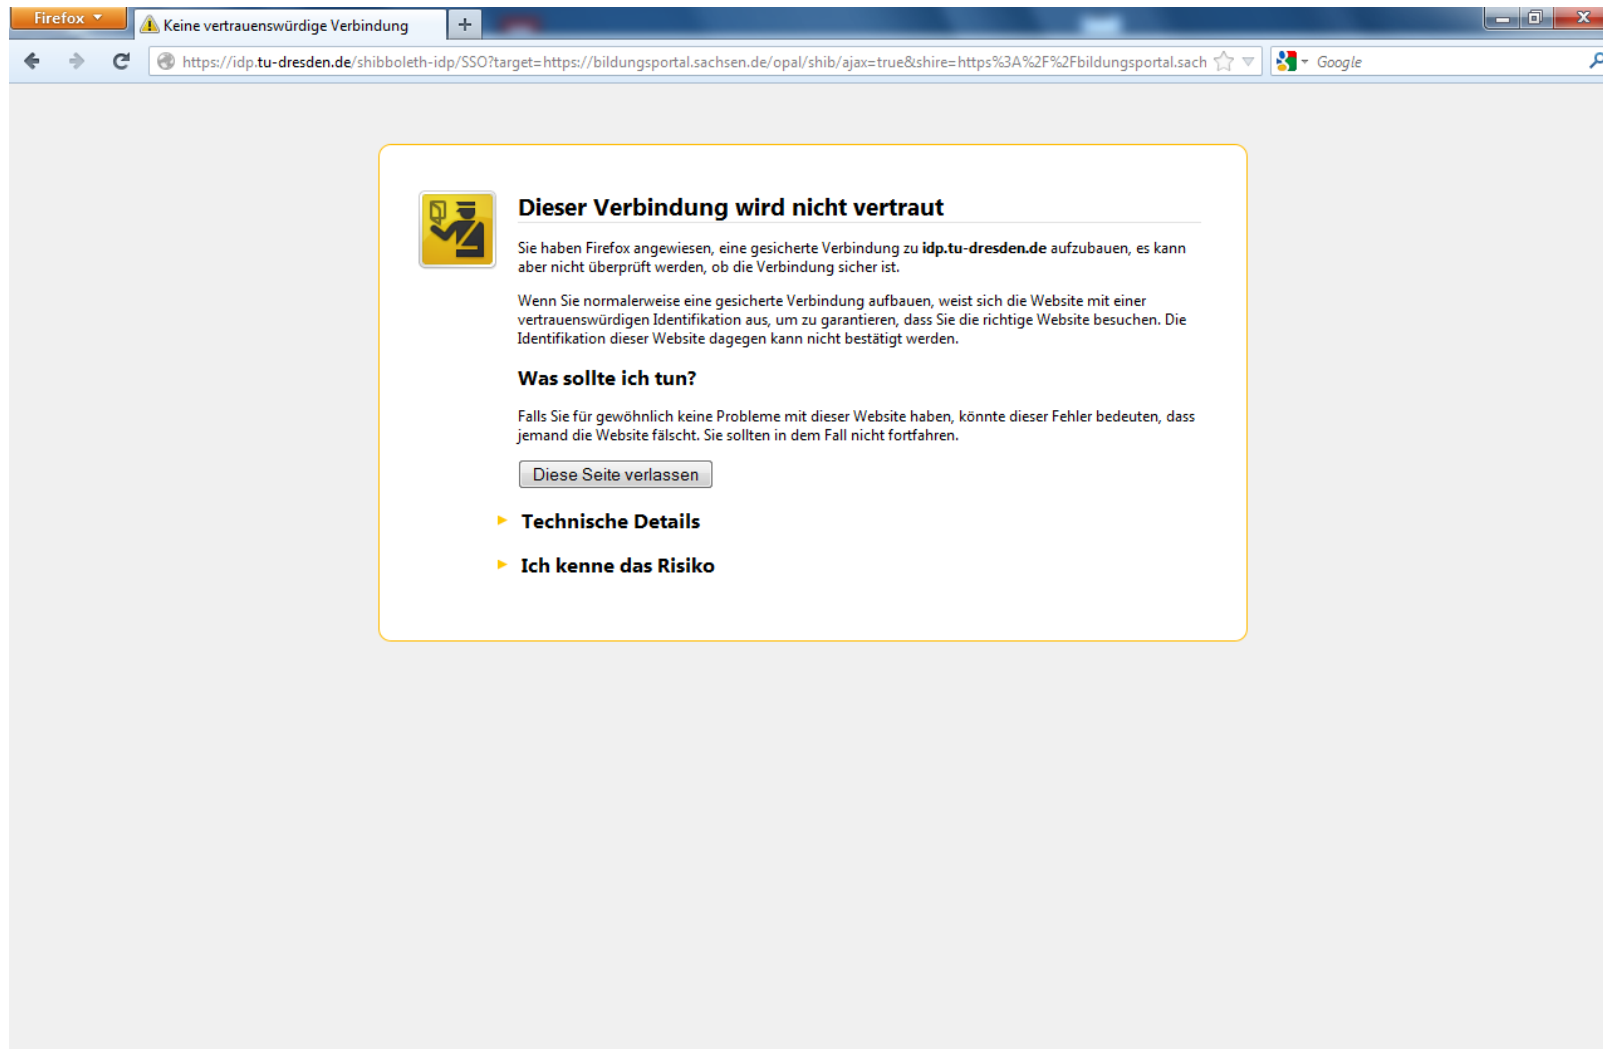 Firefox
Keine vertrauenswürdige Verbindung
https://idp.tu-dresden.de/shibboleth-idp/SSO?target=https://bildungsportal.sachsen.de/opal/shib/ajax=true&shire=https%3A%2F%2Fbildungsportal.sach
Google
Dieser Verbindung wird nicht vertraut
Sie haben Firefox angewiesen, eine gesicherte Verbindung zu idp.tu-dresden.de aufzubauen, es kann
aber nicht überprüft werden, ob die Verbindung sicher ist.
Wenn Sie normalerweise eine gesicherte Verbindung aufbauen, weist sich die Website mit einer
vertrauenswürdigen Identifikation aus, um zu garantieren, dass Sie die richtige Website besuchen. Die
Identifikation dieser Website dagegen kann nicht bestätigt werden.
Was sollte ich tun?
Falls Sie für gewöhnlich keine Probleme mit dieser Website haben, könnte dieser Fehler bedeuten, dass
jemand die Website fälscht. Sie sollten in dem Fall nicht fortfahren.
Diese Seite verlassen
Technische Details
Ich kenne das Risiko